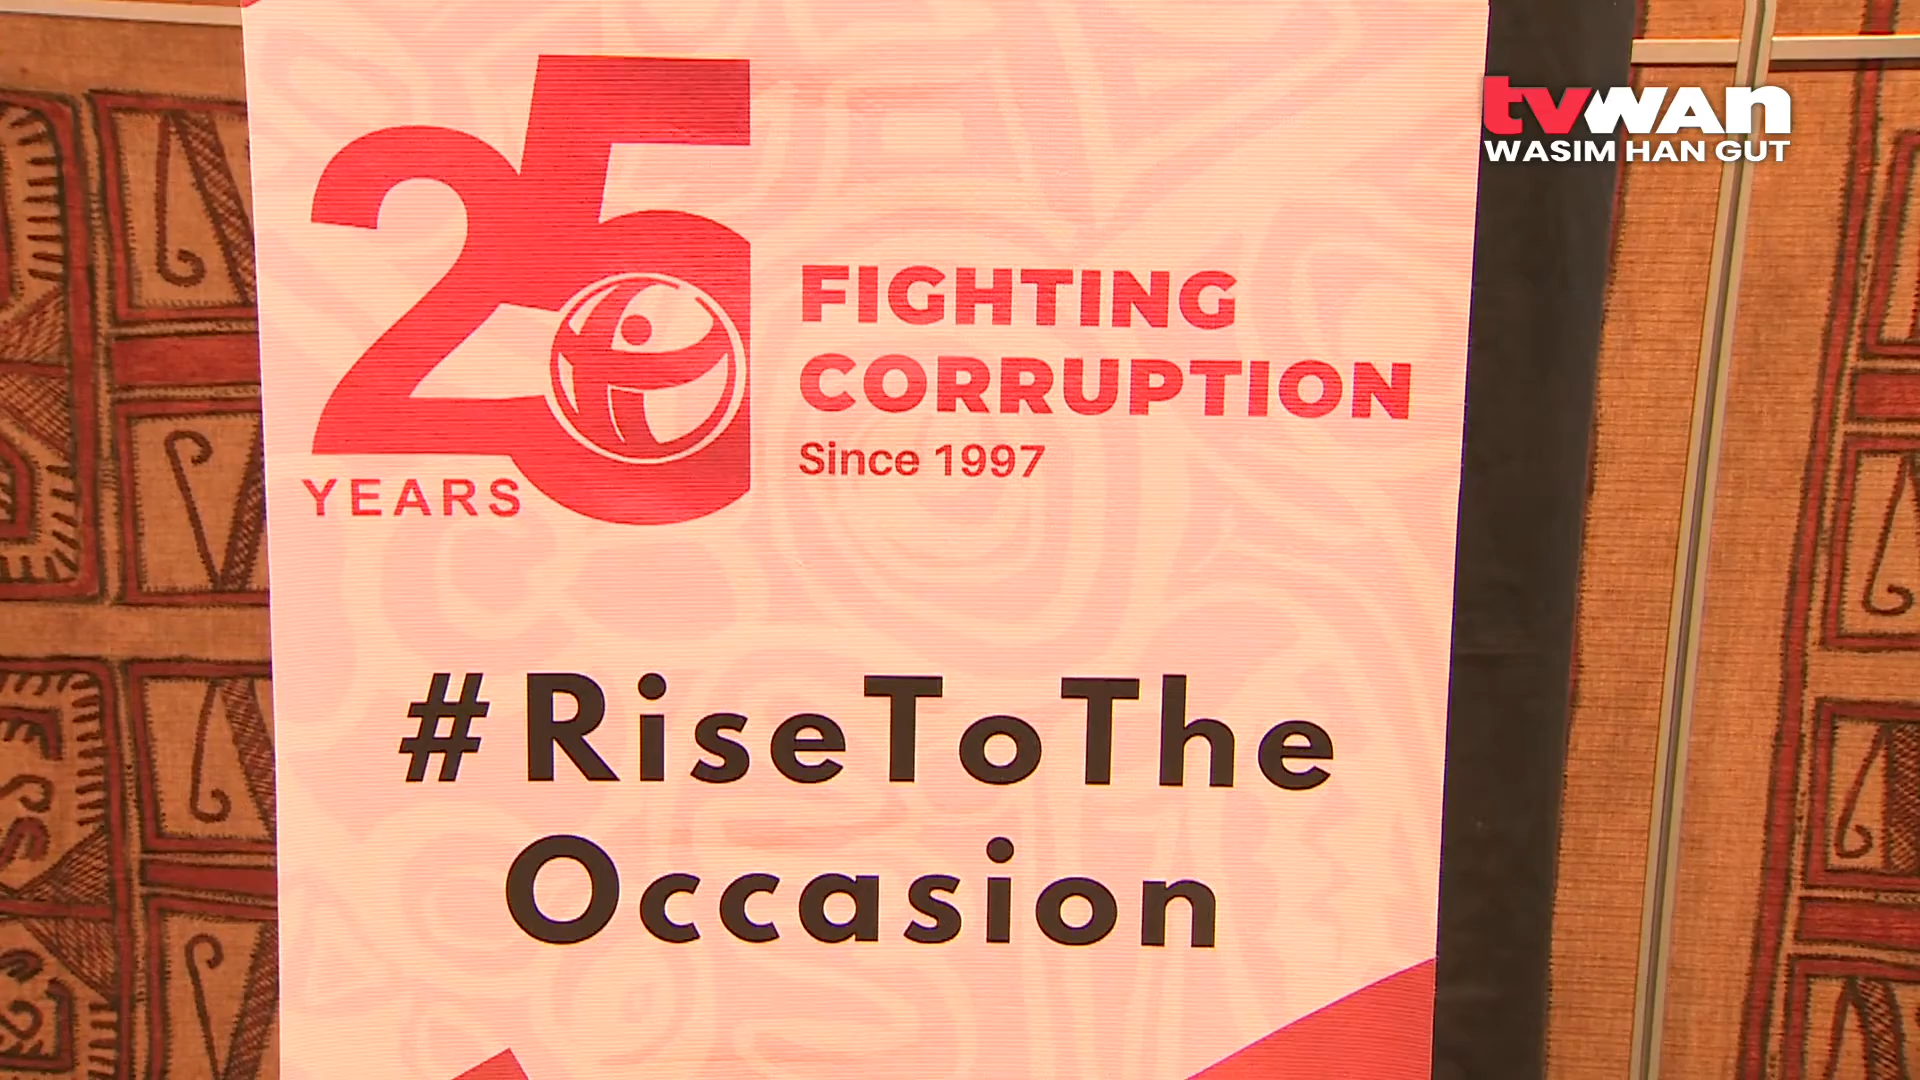 tvwan
WASIM HAN GUT
25
YEARS
FIGHTING
CORRUPTION
Since 1997
#RiseToThe
Occasion